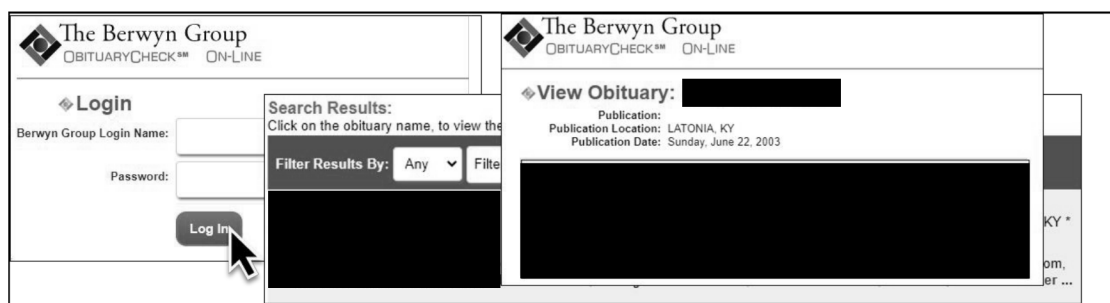 The Berwyn Group
OBITUARYCHECK℠ ON-LINE
Login
Berwyn Group Login Name:
Password:
Log In
Search Results:
Click on the obituary name, to view the
Filter Results By: Any Filte
KY *
om,
er ...
The Berwyn Group
OBITUARYCHECK℠ ON-LINE
View Obituary:
Publication:
Publication Location: LATONIA, KY
Publication Date: Sunday, June 22, 2003